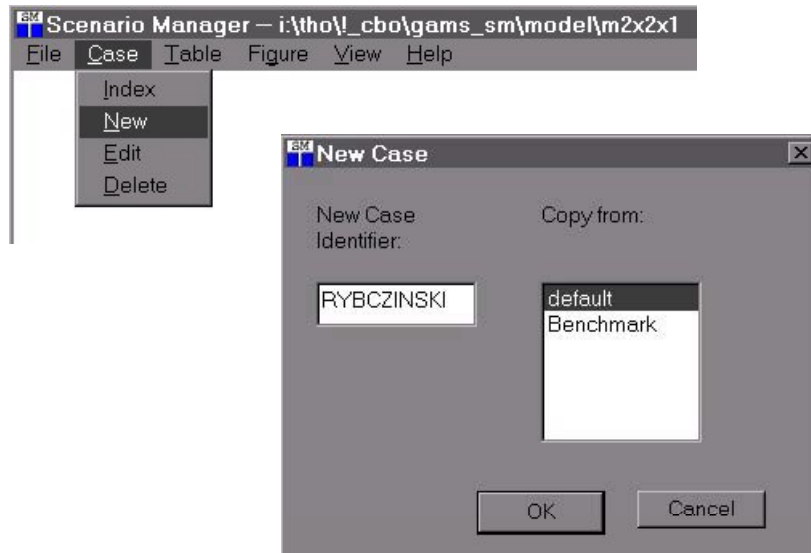 SM Scenario Manager – i:\tho\!_cbo\gams_sm\model\m2x2x1
File Case Table Figure View Help
Index
New
Edit
Delete
SM New Case
New Case
Identifier:
Copy from:
RYBCZINSKI
default
Benchmark
OK Cancel